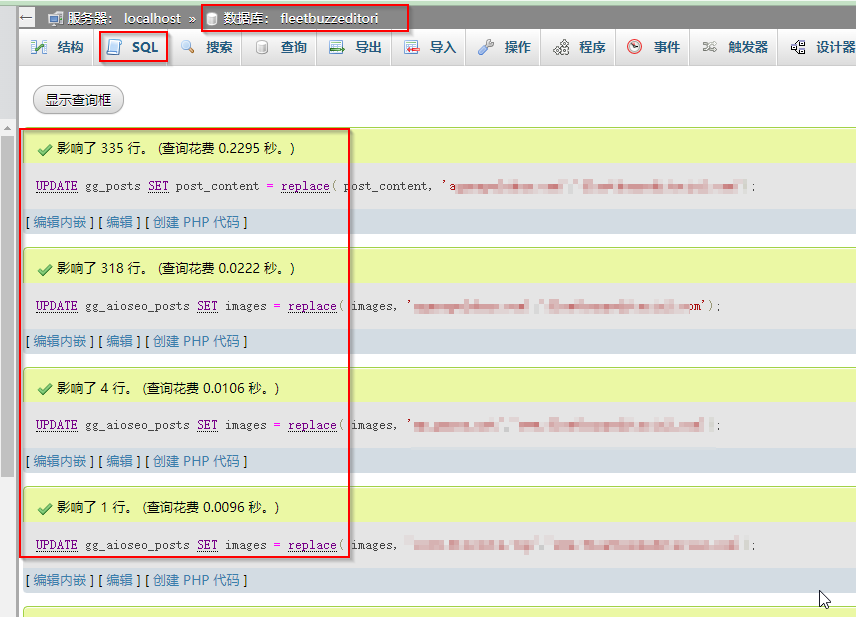 服务器： localhost » 数据库： fleetbuzzeditori
结构 SQL 搜索 查询 导出 导入 操作 程序 事件 触发器 设计器
显示查询框
影响了 335 行。 (查询花费 0.2295 秒。)
UPDATE gg_posts SET post_content = replace( post_content, 'a ;
[ 编辑内嵌 ] [ 编辑 ] [ 创建 PHP 代码 ]
影响了 318 行。 (查询花费 0.0222 秒。)
UPDATE gg_aioseo_posts SET images = replace( images, ' om');
[ 编辑内嵌 ] [ 编辑 ] [ 创建 PHP 代码 ]
影响了 4 行。 (查询花费 0.0106 秒。)
UPDATE gg_aioseo_posts SET images = replace( images, ' ;
[ 编辑内嵌 ] [ 编辑 ] [ 创建 PHP 代码 ]
影响了 1 行。 (查询花费 0.0096 秒。)
UPDATE gg_aioseo_posts SET images = replace( images, ;
[ 编辑内嵌 ] [ 编辑 ] [ 创建 PHP 代码 ]